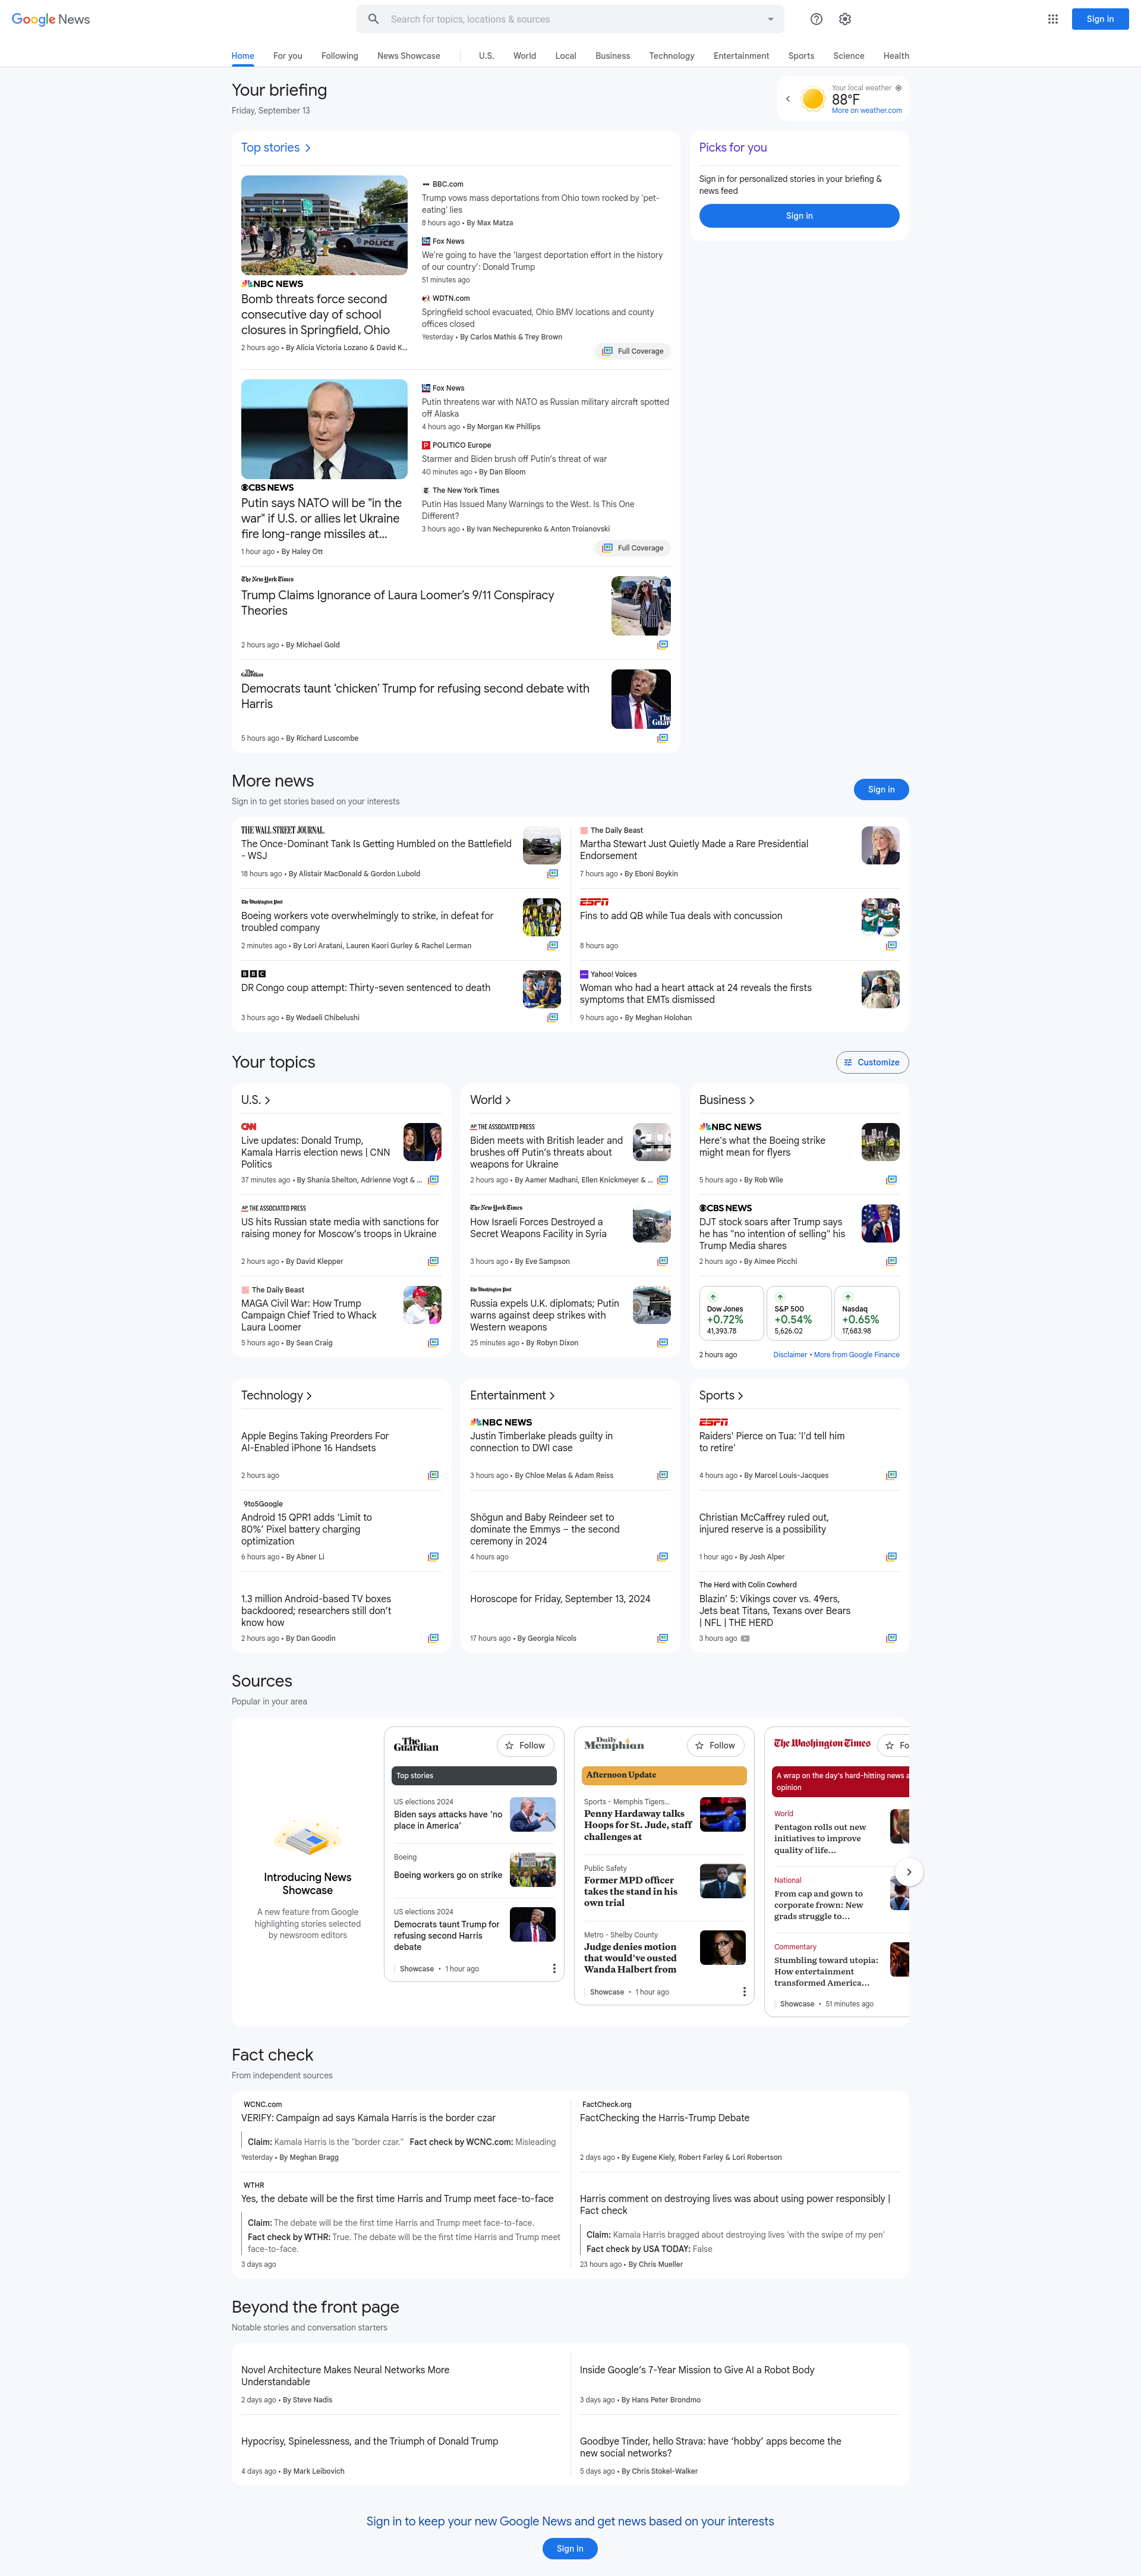 Google News
Search for topics, locations & sources
Sign in
Home
For you
Following
News Showcase
U.S.
World
Local
Business
Technology
Entertainment
Sports
Science
Health
Your briefing
Friday, September 13
Your local weather
88°F
More on weather.com
Top stories
Picks for you
Sign in for personalized stories in your briefing &
news feed
Sign in
POLICE
NBC NEWS
Bomb threats force second
consecutive day of school
closures in Springfield, Ohio
2 hours ago • By Alicia Victoria Lozano & David K...
BBC.com
Trump vows mass deportations from Ohio town rocked by 'pet-
eating' lies
8 hours ago • By Max Matza
Fox News
We're going to have the 'largest deportation effort in the history
of our country': Donald Trump
51 minutes ago
WDTN.com
Springfield school evacuated, Ohio BMV locations and county
offices closed
Yesterday • By Carlos Mathis & Trey Brown
Full Coverage
CBS NEWS
Putin says NATO will be "in the
war" if U.S. or allies let Ukraine
fire long-range missiles at...
1 hour ago • By Haley Ott
Fox News
Putin threatens war with NATO as Russian military aircraft spotted
off Alaska
4 hours ago • By Morgan Kw Phillips
POLITICO Europe
Starmer and Biden brush off Putin's threat of war
40 minutes ago • By Dan Bloom
The New York Times
Putin Has Issued Many Warnings to the West. Is This One
Different?
3 hours ago • By Ivan Nechepurenko & Anton Troianovski
Full Coverage
The New York Times
Trump Claims Ignorance of Laura Loomer's 9/11 Conspiracy
Theories
2 hours ago • By Michael Gold
The Guardian
Democrats taunt 'chicken' Trump for refusing second debate with
Harris
5 hours ago • By Richard Luscombe
More news
Sign in to get stories based on your interests
Sign in
THE WALL STREET JOURNAL.
The Once-Dominant Tank Is Getting Humbled on the Battlefield
- WSJ
18 hours ago • By Alistair MacDonald & Gordon Lubold
The Daily Beast
Martha Stewart Just Quietly Made a Rare Presidential
Endorsement
7 hours ago • By Eboni Boykin
The Washington Post
Boeing workers vote overwhelmingly to strike, in defeat for
troubled company
2 minutes ago • By Lori Aratani, Lauren Kaori Gurley & Rachel Lerman
ESPN
Fins to add QB while Tua deals with concussion
8 hours ago
BBC
DR Congo coup attempt: Thirty-seven sentenced to death
3 hours ago • By Wedaeli Chibelushi
Yahoo! Voices
Woman who had a heart attack at 24 reveals the firsts
symptoms that EMTs dismissed
9 hours ago • By Meghan Holohan
Your topics
Customize
U.S.
CNN
Live updates: Donald Trump,
Kamala Harris election news | CNN
Politics
37 minutes ago • By Shania Shelton, Adrienne Vogt & ...
AP THE ASSOCIATED PRESS
US hits Russian state media with sanctions for
raising money for Moscow's troops in Ukraine
2 hours ago • By David Klepper
The Daily Beast
MAGA Civil War: How Trump
Campaign Chief Tried to Whack
Laura Loomer
5 hours ago • By Sean Craig
World
AP THE ASSOCIATED PRESS
Biden meets with British leader and
brushes off Putin's threats about
weapons for Ukraine
2 hours ago • By Aamer Madhani, Ellen Knickmeyer & ...
The New York Times
How Israeli Forces Destroyed a
Secret Weapons Facility in Syria
3 hours ago • By Eve Sampson
The Washington Post
Russia expels U.K. diplomats; Putin
warns against deep strikes with
Western weapons
25 minutes ago • By Robyn Dixon
Business
NBC NEWS
Here's what the Boeing strike
might mean for flyers
5 hours ago • By Rob Wile
CBS NEWS
DJT stock soars after Trump says
he has "no intention of selling" his
Trump Media shares
2 hours ago • By Aimee Picchi
Dow Jones
+0.72%
41,393.78
S&P 500
+0.54%
5,626.02
Nasdaq
+0.65%
17,683.98
2 hours ago
Disclaimer • More from Google Finance
Technology
Apple Begins Taking Preorders For
AI-Enabled iPhone 16 Handsets
2 hours ago
9to5Google
Android 15 QPR1 adds 'Limit to
80%' Pixel battery charging
optimization
6 hours ago • By Abner Li
1.3 million Android-based TV boxes
backdoored; researchers still don't
know how
2 hours ago • By Dan Goodin
Entertainment
NBC NEWS
Justin Timberlake pleads guilty in
connection to DWI case
3 hours ago • By Chloe Melas & Adam Reiss
Shōgun and Baby Reindeer set to
dominate the Emmys – the second
ceremony in 2024
4 hours ago
Horoscope for Friday, September 13, 2024
17 hours ago • By Georgia Nicols
Sports
ESPN
Raiders' Pierce on Tua: 'I'd tell him
to retire'
4 hours ago • By Marcel Louis-Jacques
Christian McCaffrey ruled out,
injured reserve is a possibility
1 hour ago • By Josh Alper
The Herd with Colin Cowherd
Blazin' 5: Vikings cover vs. 49ers,
Jets beat Titans, Texans over Bears
| NFL | THE HERD
3 hours ago
Sources
Popular in your area
Introducing News
Showcase
A new feature from Google
highlighting stories selected
by newsroom editors
The Guardian
Follow
Top stories
US elections 2024
Biden says attacks have 'no
place in America'
Boeing
Boeing workers go on strike
US elections 2024
Democrats taunt Trump for
refusing second Harris
debate
Showcase • 1 hour ago
Daily Memphian
Follow
Afternoon Update
Sports - Memphis Tigers...
Penny Hardaway talks
Hoops for St. Jude, staff
challenges at
Public Safety
Former MPD officer
takes the stand in his
own trial
Metro - Shelby County
Judge denies motion
that would've ousted
Wanda Halbert from
Showcase • 1 hour ago
The Washington Times
Fo
A wrap on the day's hard-hitting news a
opinion
World
Pentagon rolls out new
initiatives to improve
quality of life...
National
From cap and gown to
corporate frown: New
grads struggle to...
Commentary
Stumbling toward utopia:
How entertainment
transformed America...
Showcase • 51 minutes ago
Fact check
From independent sources
WCNC.com
VERIFY: Campaign ad says Kamala Harris is the border czar
Claim: Kamala Harris is the "border czar." Fact check by WCNC.com: Misleading
Yesterday • By Meghan Bragg
FactCheck.org
FactChecking the Harris-Trump Debate
2 days ago • By Eugene Kiely, Robert Farley & Lori Robertson
WTHR
Yes, the debate will be the first time Harris and Trump meet face-to-face
Claim: The debate will be the first time Harris and Trump meet face-to-face.
Fact check by WTHR: True. The debate will be the first time Harris and Trump meet
face-to-face.
3 days ago
Harris comment on destroying lives was about using power responsibly |
Fact check
Claim: Kamala Harris bragged about destroying lives 'with the swipe of my pen'
Fact check by USA TODAY: False
23 hours ago • By Chris Mueller
Beyond the front page
Notable stories and conversation starters
Novel Architecture Makes Neural Networks More
Understandable
2 days ago • By Steve Nadis
Inside Google's 7-Year Mission to Give AI a Robot Body
3 days ago • By Hans Peter Brondmo
Hypocrisy, Spinelessness, and the Triumph of Donald Trump
4 days ago • By Mark Leibovich
Goodbye Tinder, hello Strava: have 'hobby' apps become the
new social networks?
5 days ago • By Chris Stokel-Walker
Sign in to keep your new Google News and get news based on your interests
Sign in